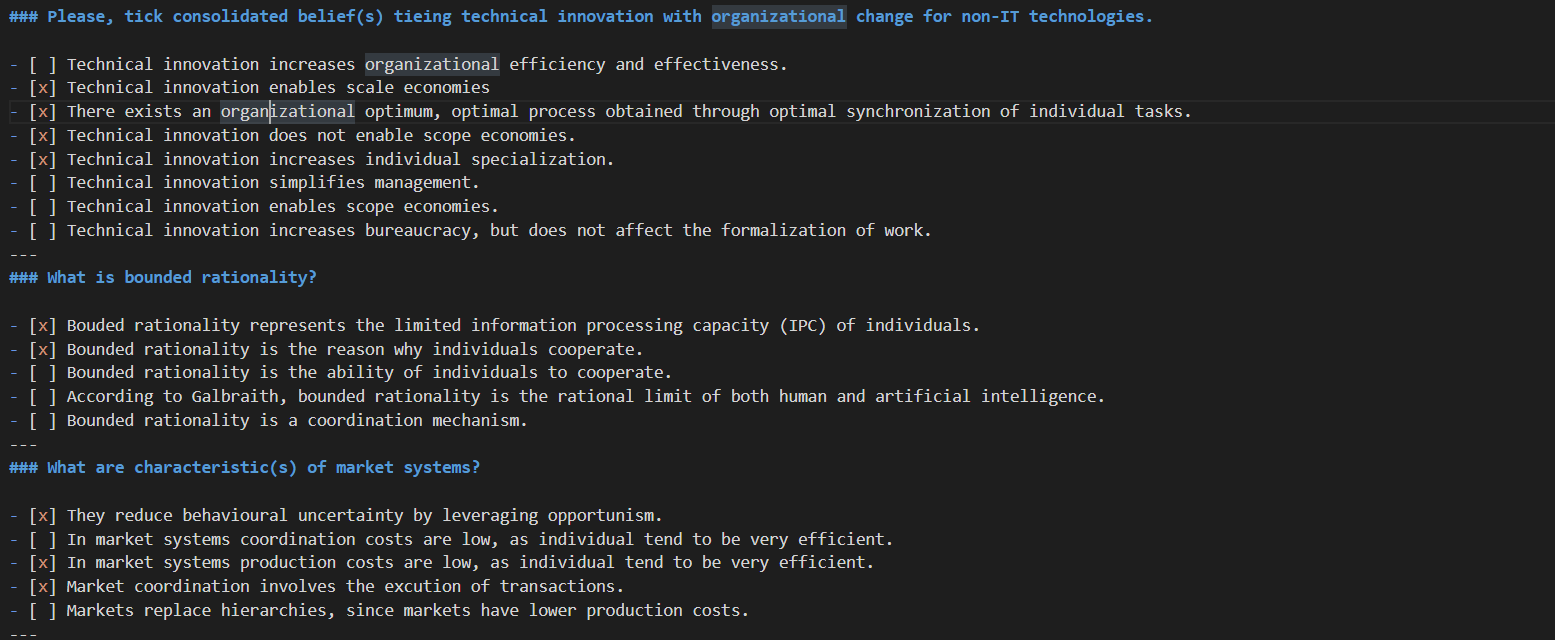 ### Please, tick consolidated belief(s) tieing technical innovation with organizational change for non-IT technologies.
- [ ] Technical innovation increases organizational efficiency and effectiveness.
- [x] Technical innovation enables scale economies
- [x] There exists an organizational optimum, optimal process obtained through optimal synchronization of individual tasks.
- [x] Technical innovation does not enable scope economies.
- [x] Technical innovation increases individual specialization.
- [ ] Technical innovation simplifies management.
- [ ] Technical innovation enables scope economies.
- [ ] Technical innovation increases bureaucracy, but does not affect the formalization of work.
---
### What is bounded rationality?
- [x] Bouded rationality represents the limited information processing capacity (IPC) of individuals.
- [x] Bounded rationality is the reason why individuals cooperate.
- [ ] Bounded rationality is the ability of individuals to cooperate.
- [ ] According to Galbraith, bounded rationality is the rational limit of both human and artificial intelligence.
- [ ] Bounded rationality is a coordination mechanism.
---
### What are characteristic(s) of market systems?
- [x] They reduce behavioural uncertainty by leveraging opportunism.
- [ ] In market systems coordination costs are low, as individual tend to be very efficient.
- [x] In market systems production costs are low, as individual tend to be very efficient.
- [x] Market coordination involves the excution of transactions.
- [ ] Markets replace hierarchies, since markets have lower production costs.
---